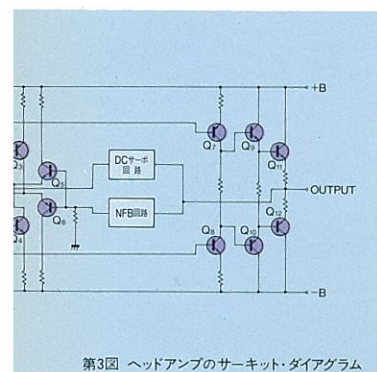 +B
Q7
Q9
Q3
Q11
DCサーボ
回路
Q5
OUTPUT
Q6
NFB回路
Q12
Q4
Q8
Q10
−B
第3図 ヘッドアンプのサーキット・ダイアグラム